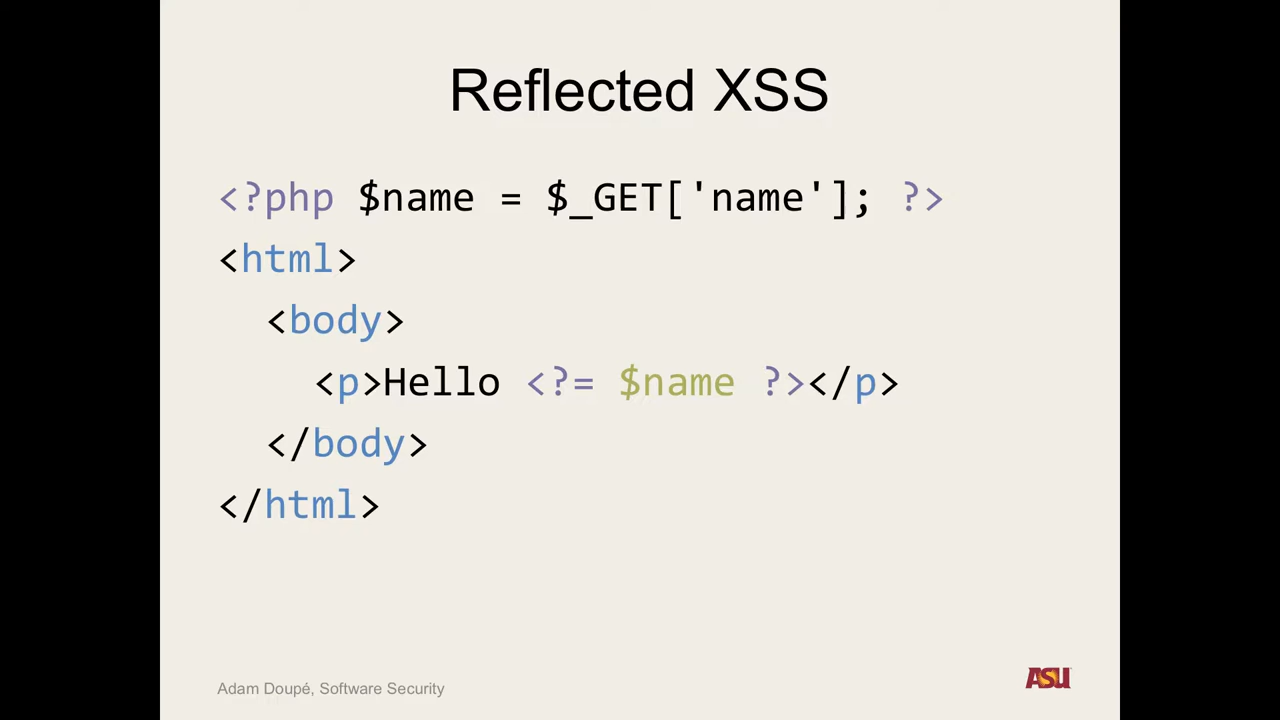 Reflected XSS
<?php $name = $_GET['name']; ?>
<html>
<body>
<p>Hello <?= $name ?></p>
</body>
</html>
Adam Doupé, Software Security
ASU